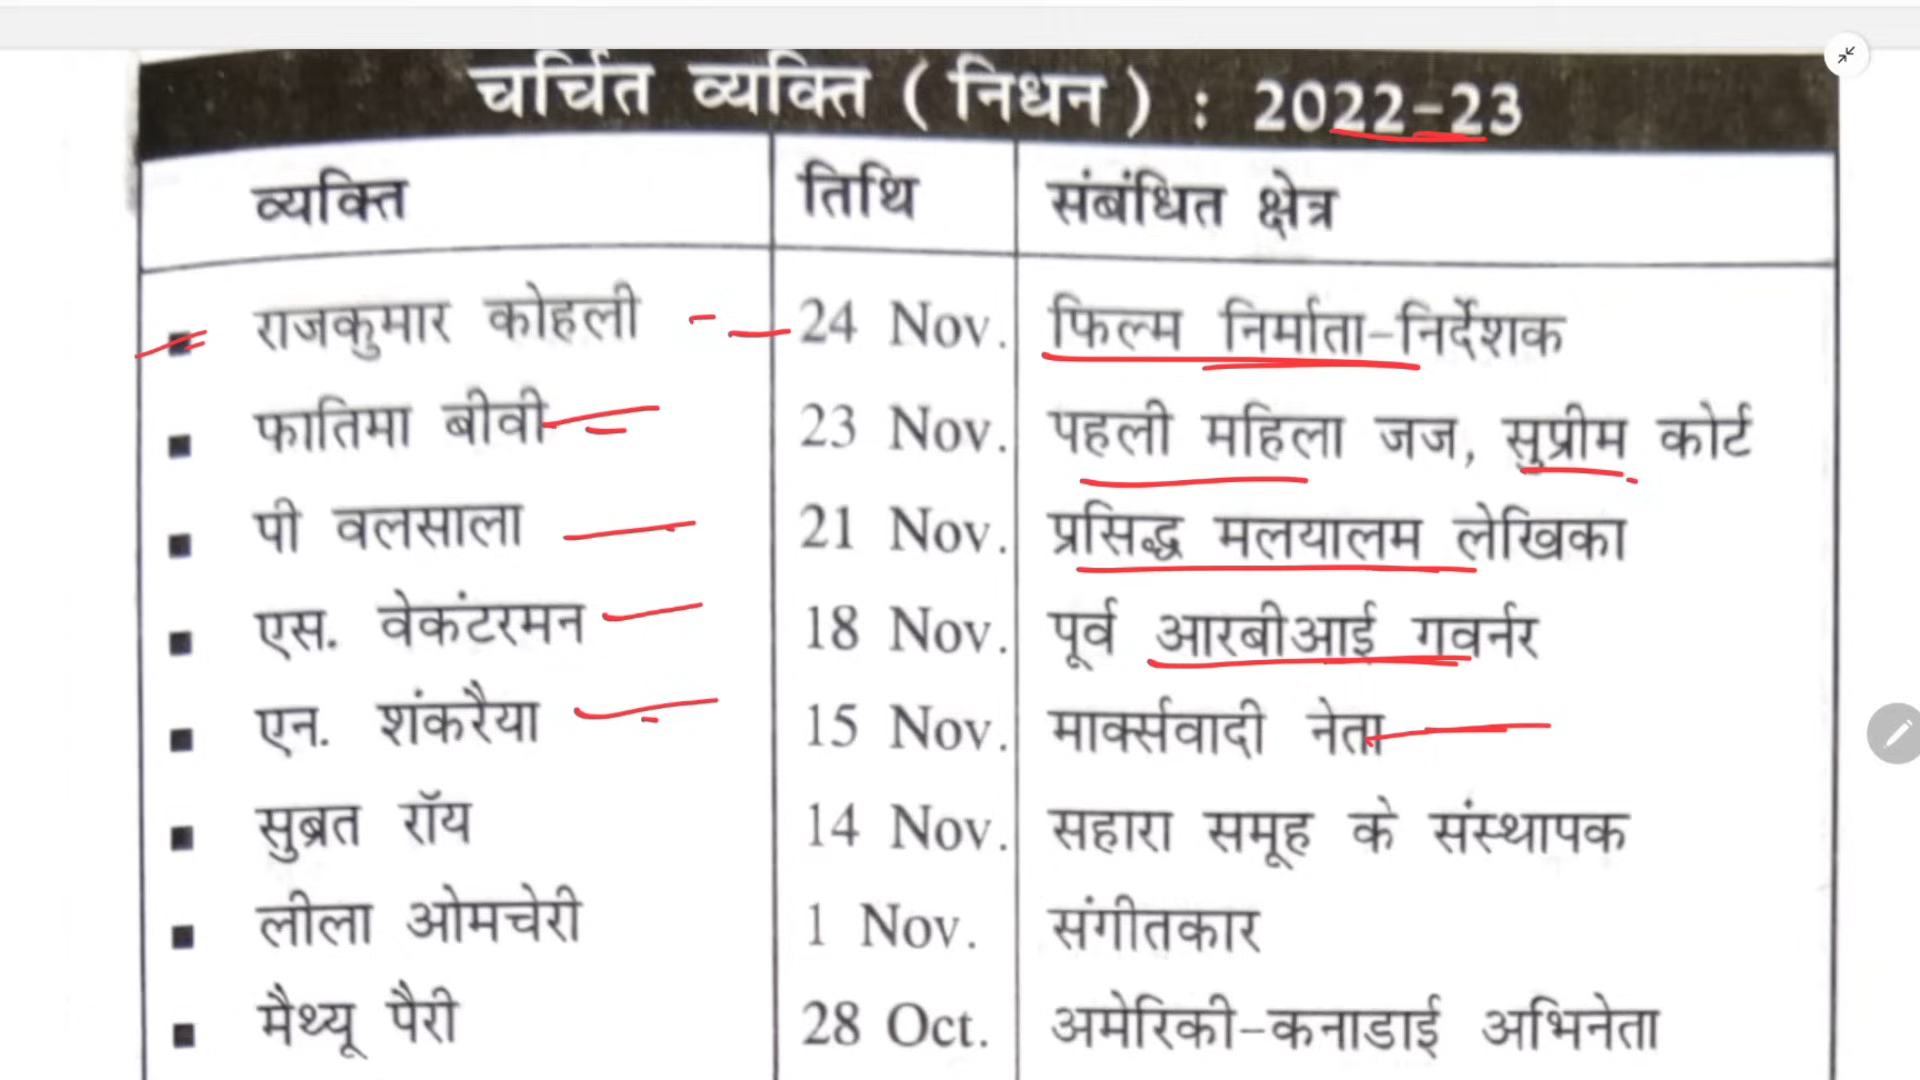 चर्चित व्यक्ति ( निधन ) : 2022-23
व्यक्ति तिथि संबंधित क्षेत्र
राजकुमार कोहली 24 Nov. फिल्म निर्माता-निर्देशक
फातिमा बीवी 23 Nov. पहली महिला जज, सुप्रीम कोर्ट
पी वलसाला 21 Nov. प्रसिद्ध मलयालम लेखिका
एस. वेकंटरमन 18 Nov. पूर्व आरबीआई गवर्नर
एन. शंकरैया 15 Nov. मार्क्सवादी नेता
सुब्रत रॉय 14 Nov. सहारा समूह के संस्थापक
लीला ओमचेरी 1 Nov. संगीतकार
मैथ्यू पैरी 28 Oct. अमेरिकी-कनाडाई अभिनेता